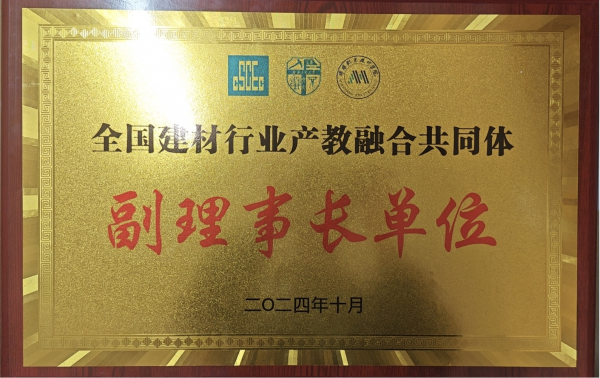 全国建材行业产教融合共同体
副理事长单位
二〇二四年十月